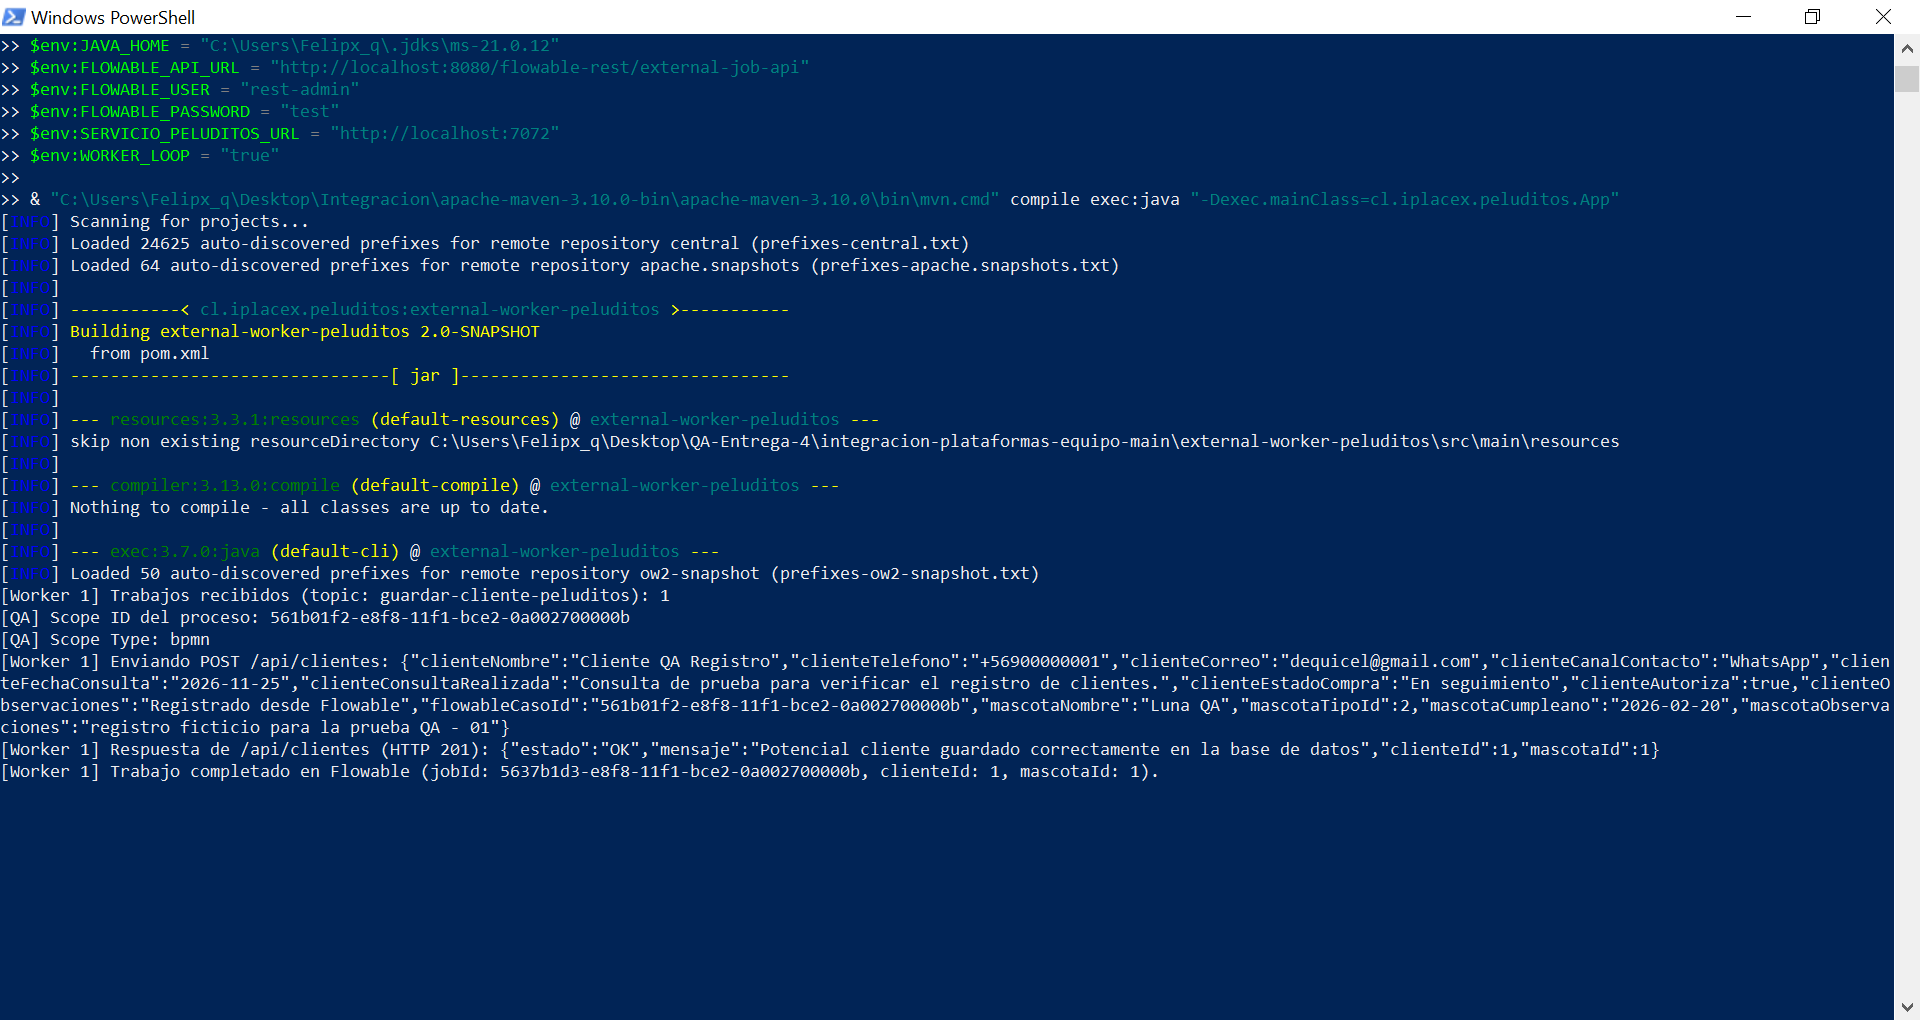 Windows PowerShell
>> $env:JAVA_HOME = "C:\Users\Felipx_q\.jdks\ms-21.0.12"
>> $env:FLOWABLE_API_URL = "http://localhost:8080/flowable-rest/external-job-api"
>> $env:FLOWABLE_USER = "rest-admin"
>> $env:FLOWABLE_PASSWORD = "test"
>> $env:SERVICIO_PELUDITOS_URL = "http://localhost:7072"
>> $env:WORKER_LOOP = "true"
>>
>> & "C:\Users\Felipx_q\Desktop\Integracion\apache-maven-3.10.0-bin\apache-maven-3.10.0\bin\mvn.cmd" compile exec:java "-Dexec.mainClass=cl.iplacex.peluditos.App"
[INFO] Scanning for projects...
[INFO] Loaded 24625 auto-discovered prefixes for remote repository central (prefixes-central.txt)
[INFO] Loaded 64 auto-discovered prefixes for remote repository apache.snapshots (prefixes-apache.snapshots.txt)
[INFO]
[INFO] -----------< cl.iplacex.peluditos:external-worker-peluditos >-----------
[INFO] Building external-worker-peluditos 2.0-SNAPSHOT
[INFO]   from pom.xml
[INFO] --------------------------------[ jar ]---------------------------------
[INFO]
[INFO] --- resources:3.3.1:resources (default-resources) @ external-worker-peluditos ---
[INFO] skip non existing resourceDirectory C:\Users\Felipx_q\Desktop\QA-Entrega-4\integracion-plataformas-equipo-main\external-worker-peluditos\src\main\resources
[INFO]
[INFO] --- compiler:3.13.0:compile (default-compile) @ external-worker-peluditos ---
[INFO] Nothing to compile - all classes are up to date.
[INFO]
[INFO] --- exec:3.7.0:java (default-cli) @ external-worker-peluditos ---
[INFO] Loaded 50 auto-discovered prefixes for remote repository ow2-snapshot (prefixes-ow2-snapshot.txt)
[Worker 1] Trabajos recibidos (topic: guardar-cliente-peluditos): 1
[QA] Scope ID del proceso: 561b01f2-e8f8-11f1-bce2-0a002700000b
[QA] Scope Type: bpmn
[Worker 1] Enviando POST /api/clientes: {"clienteNombre":"Cliente QA Registro","clienteTelefono":"+56900000001","clienteCorreo":"dequicel@gmail.com","clienteCanalContacto":"WhatsApp","clien
teFechaConsulta":"2026-11-25","clienteConsultaRealizada":"Consulta de prueba para verificar el registro de clientes.","clienteEstadoCompra":"En seguimiento","clienteAutoriza":true,"clienteO
bservaciones":"Registrado desde Flowable","flowableCasoId":"561b01f2-e8f8-11f1-bce2-0a002700000b","mascotaNombre":"Luna QA","mascotaTipoId":2,"mascotaCumpleano":"2026-02-20","mascotaObserva
ciones":"registro ficticio para la prueba QA - 01"}
[Worker 1] Respuesta de /api/clientes (HTTP 201): {"estado":"OK","mensaje":"Potencial cliente guardado correctamente en la base de datos","clienteId":1,"mascotaId":1}
[Worker 1] Trabajo completado en Flowable (jobId: 5637b1d3-e8f8-11f1-bce2-0a002700000b, clienteId: 1, mascotaId: 1).